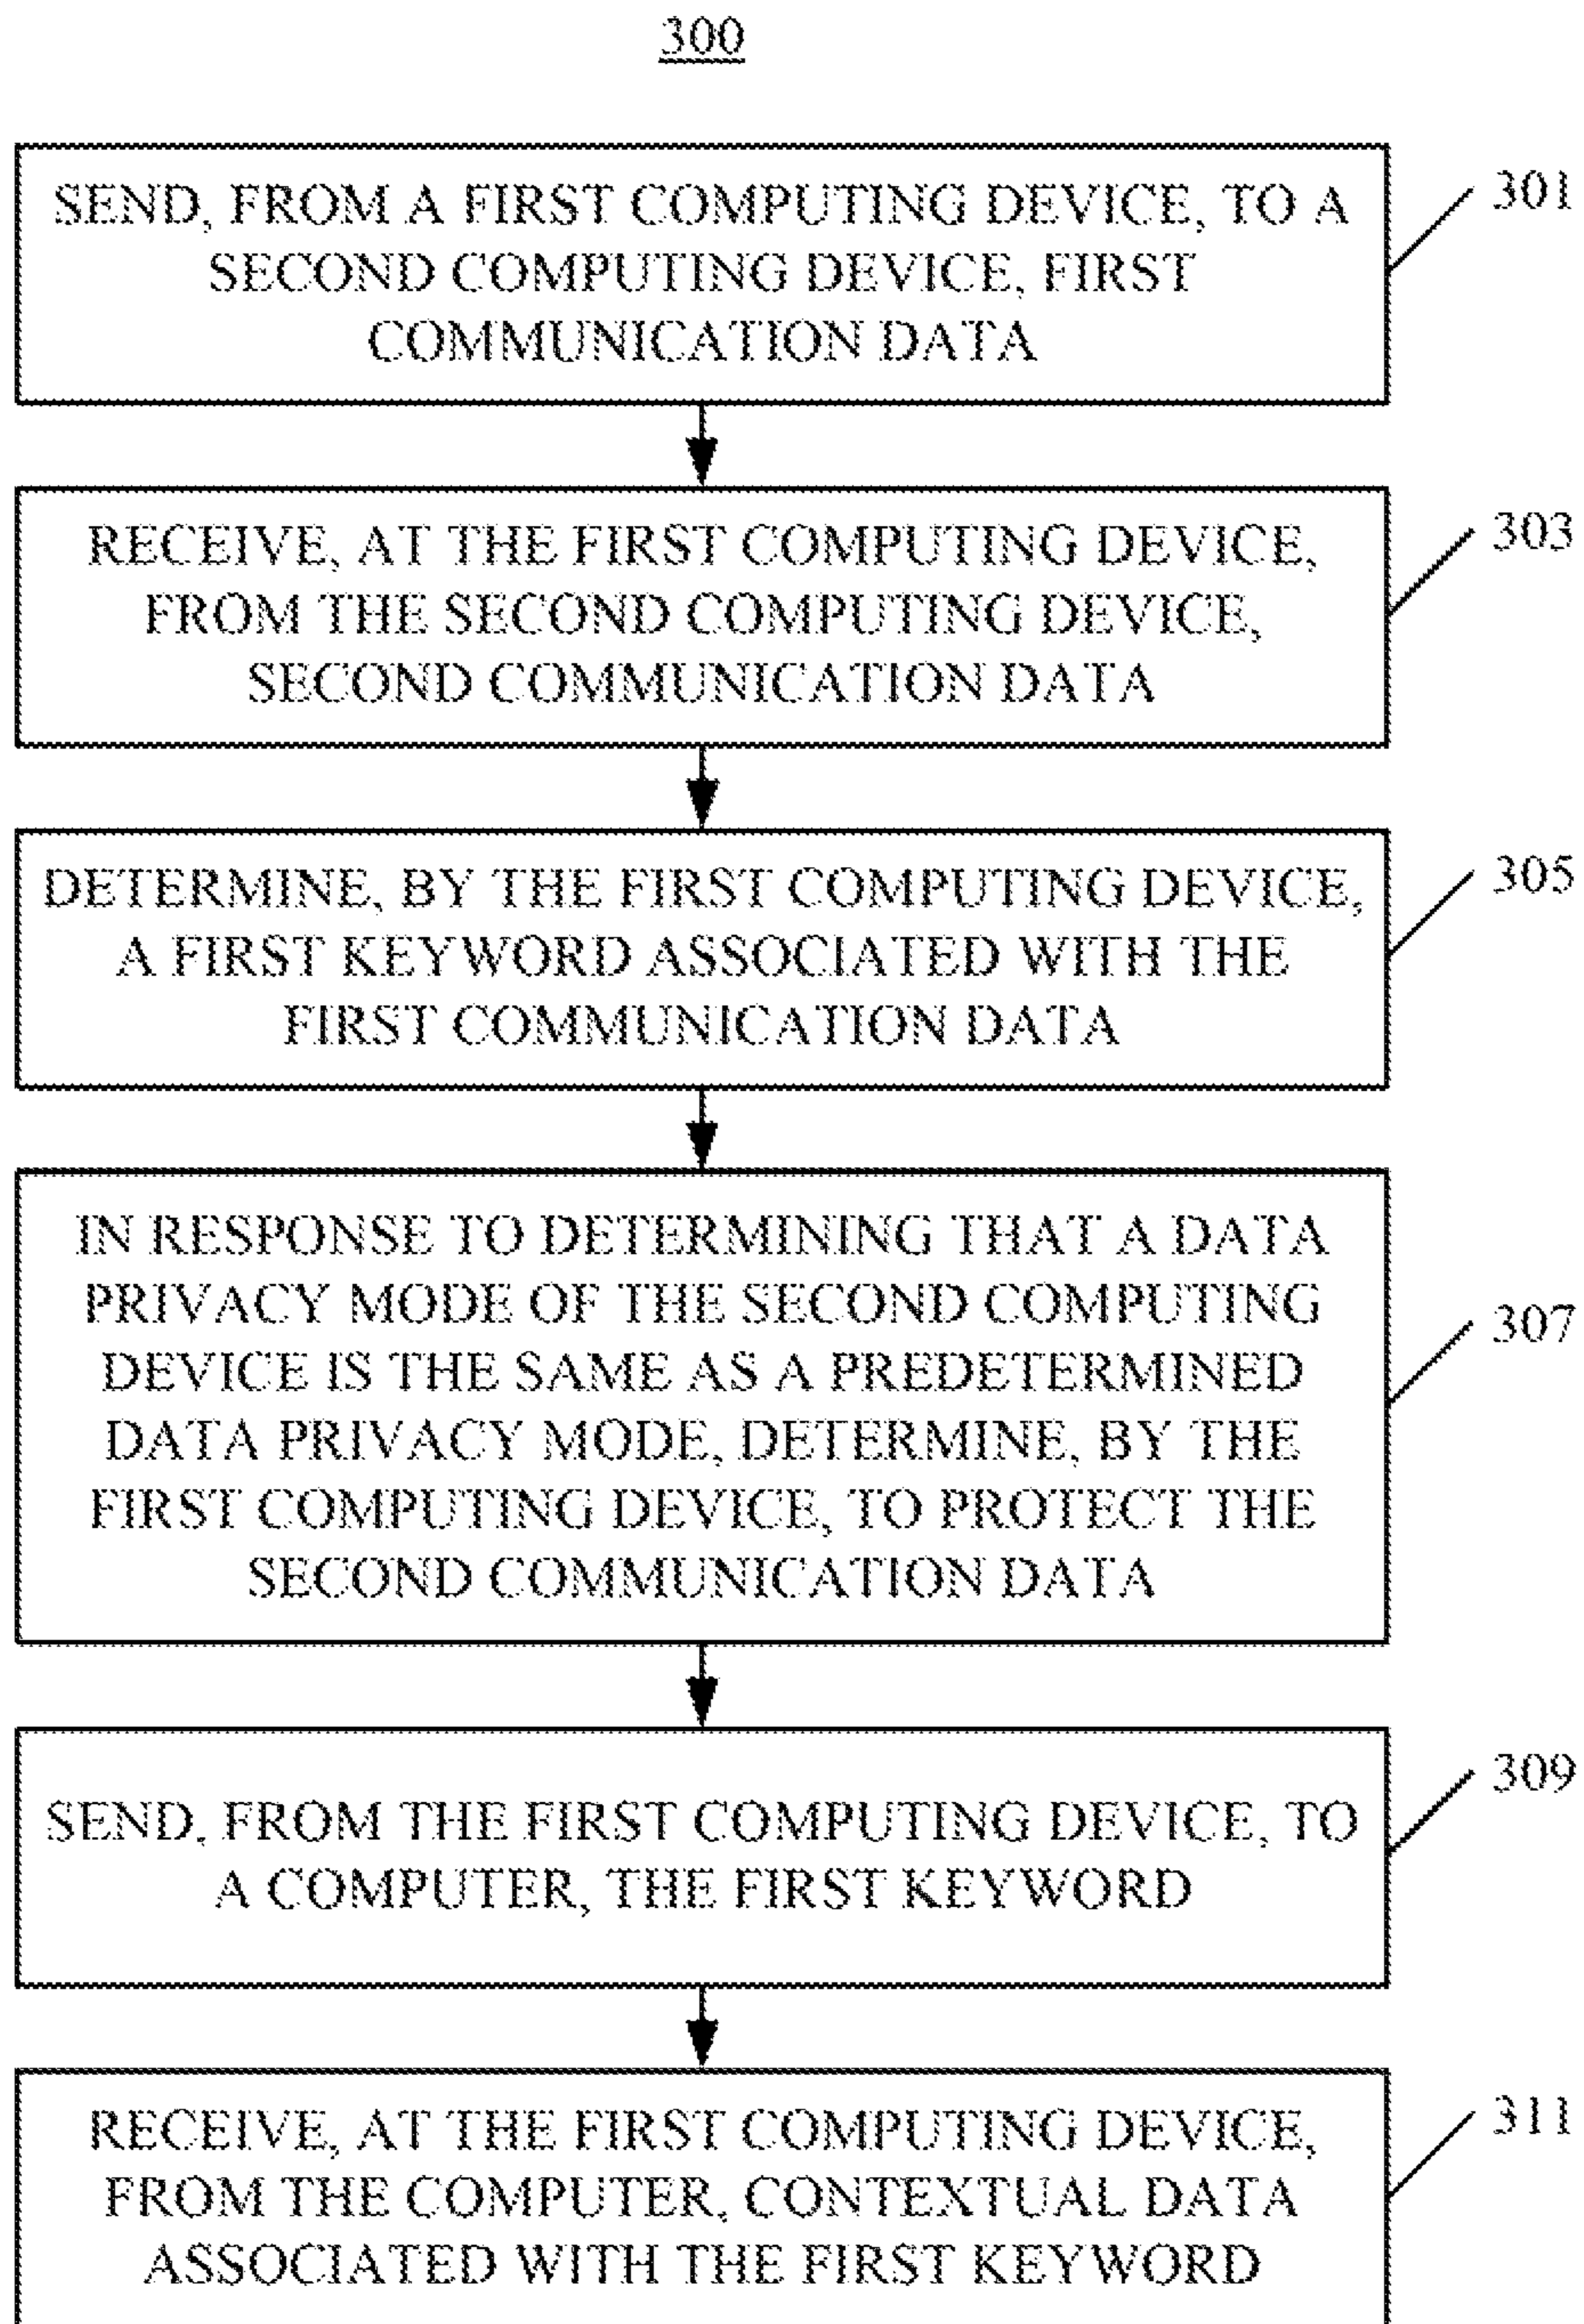 300
SEND, FROM A FIRST COMPUTING DEVICE, TO A
SECOND COMPUTING DEVICE, FIRST
COMMUNICATION DATA
301
RECEIVE, AT THE FIRST COMPUTING DEVICE,
FROM THE SECOND COMPUTING DEVICE,
SECOND COMMUNICATION DATA
303
DETERMINE, BY THE FIRST COMPUTING DEVICE,
A FIRST KEYWORD ASSOCIATED WITH THE
FIRST COMMUNICATION DATA
305
IN RESPONSE TO DETERMINING THAT A DATA
PRIVACY MODE OF THE SECOND COMPUTING
DEVICE IS THE SAME AS A PREDETERMINED
DATA PRIVACY MODE, DETERMINE, BY THE
FIRST COMPUTING DEVICE, TO PROTECT THE
SECOND COMMUNICATION DATA
307
SEND, FROM THE FIRST COMPUTING DEVICE, TO
A COMPUTER, THE FIRST KEYWORD
309
RECEIVE, AT THE FIRST COMPUTING DEVICE,
FROM THE COMPUTER, CONTEXTUAL DATA
ASSOCIATED WITH THE FIRST KEYWORD
311